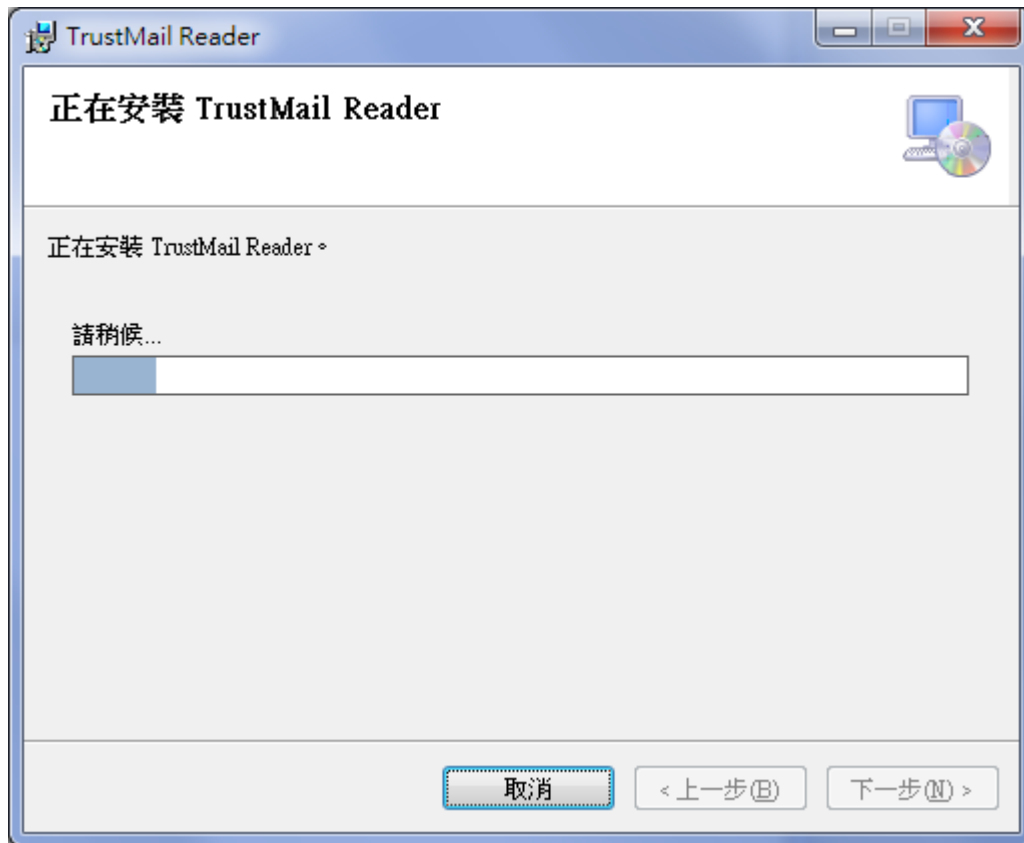 TrustMail Reader
正在安裝 TrustMail Reader
正在安裝 TrustMail Reader。
請稍候...
取消
< 上一步(B)
下一步(N) >